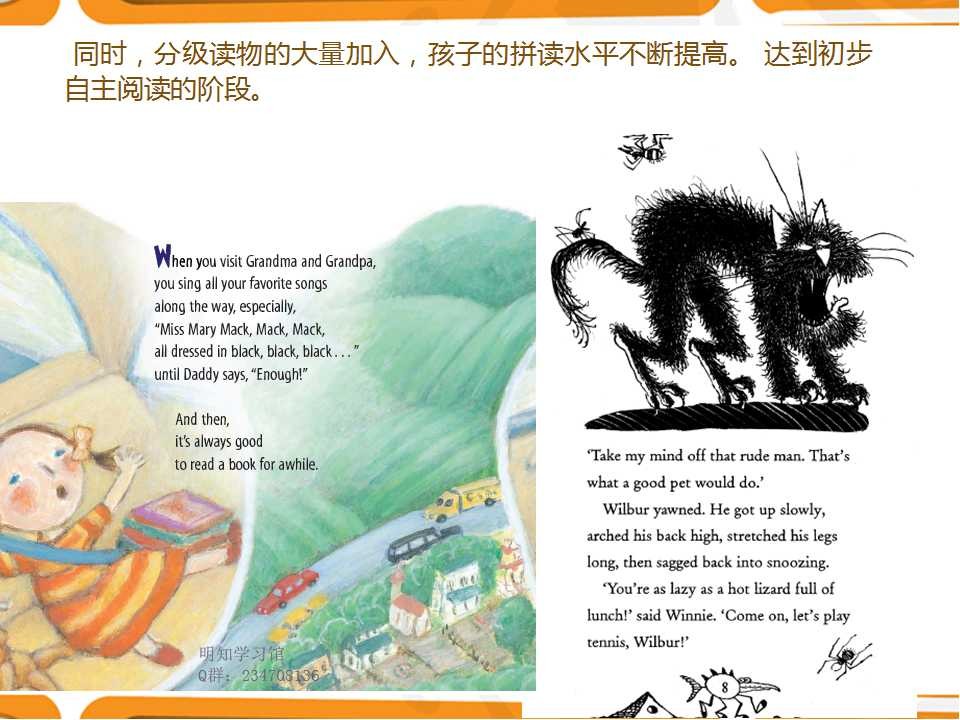 同时，分级读物的大量加入，孩子的拼读水平不断提高。 达到初步
自主阅读的阶段。
When you visit Grandma and Grandpa,
you sing all your favorite songs
along the way, especially,
“Miss Mary Mack, Mack, Mack,
all dressed in black, black, black . . . ”
until Daddy says, “Enough!”
And then,
it’s always good
to read a book for awhile.
‘Take my mind off that rude man. That’s
what a good pet would do.’
Wilbur yawned. He got up slowly,
arched his back high, stretched his legs
long, then sagged back into snoozing.
‘You’re as lazy as a hot lizard full of
lunch!’ said Winnie. ‘Come on, let’s play
tennis, Wilbur!’
8
明知学习馆
Q群：234708136